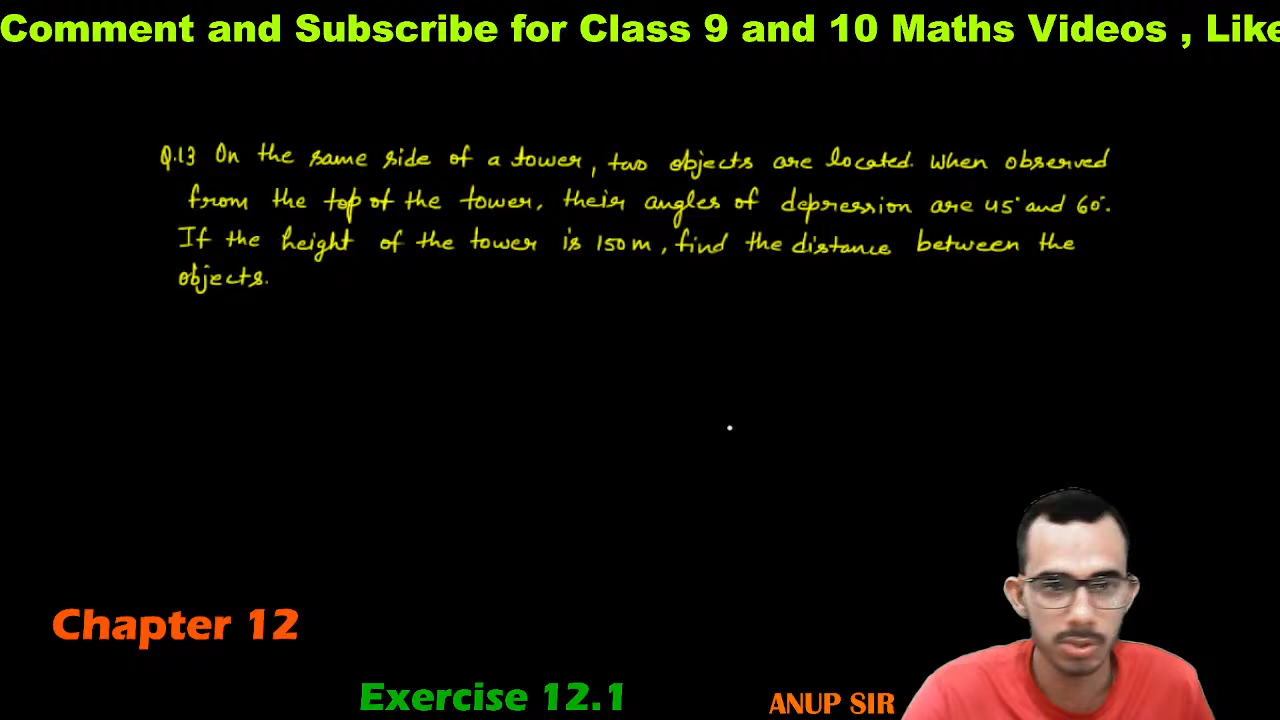 Comment and Subscribe for Class 9 and 10 Maths Videos , Like
Q.13 On the same side of a tower, two objects are located. When observed
from the top of the tower, their angles of depression are 45° and 60°.
If the height of the tower is 150 m, find the distance between the
objects.
Chapter 12
Exercise 12.1
ANUP SIR